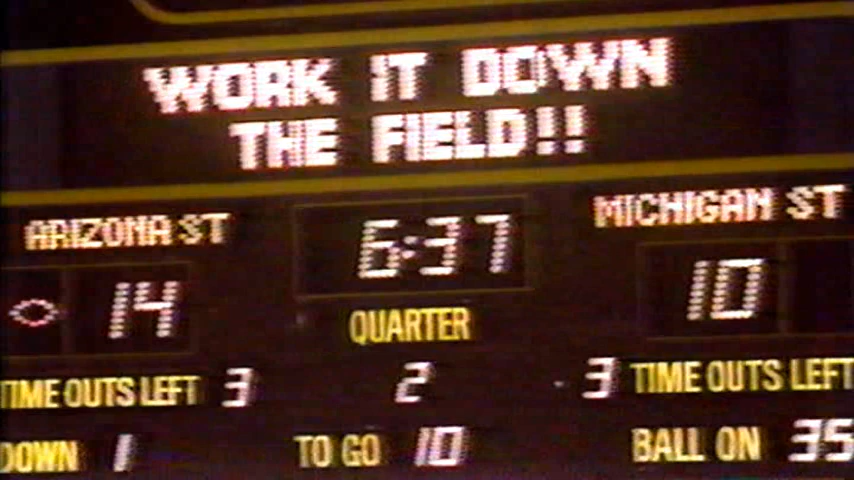 WORK IT DOWN
THE FIELD!!
ARIZONA ST 6:37 MICHIGAN ST
14 10
QUARTER
TIME OUTS LEFT 3 2 3 TIME OUTS LEFT
DOWN 1 TO GO 10 BALL ON 35